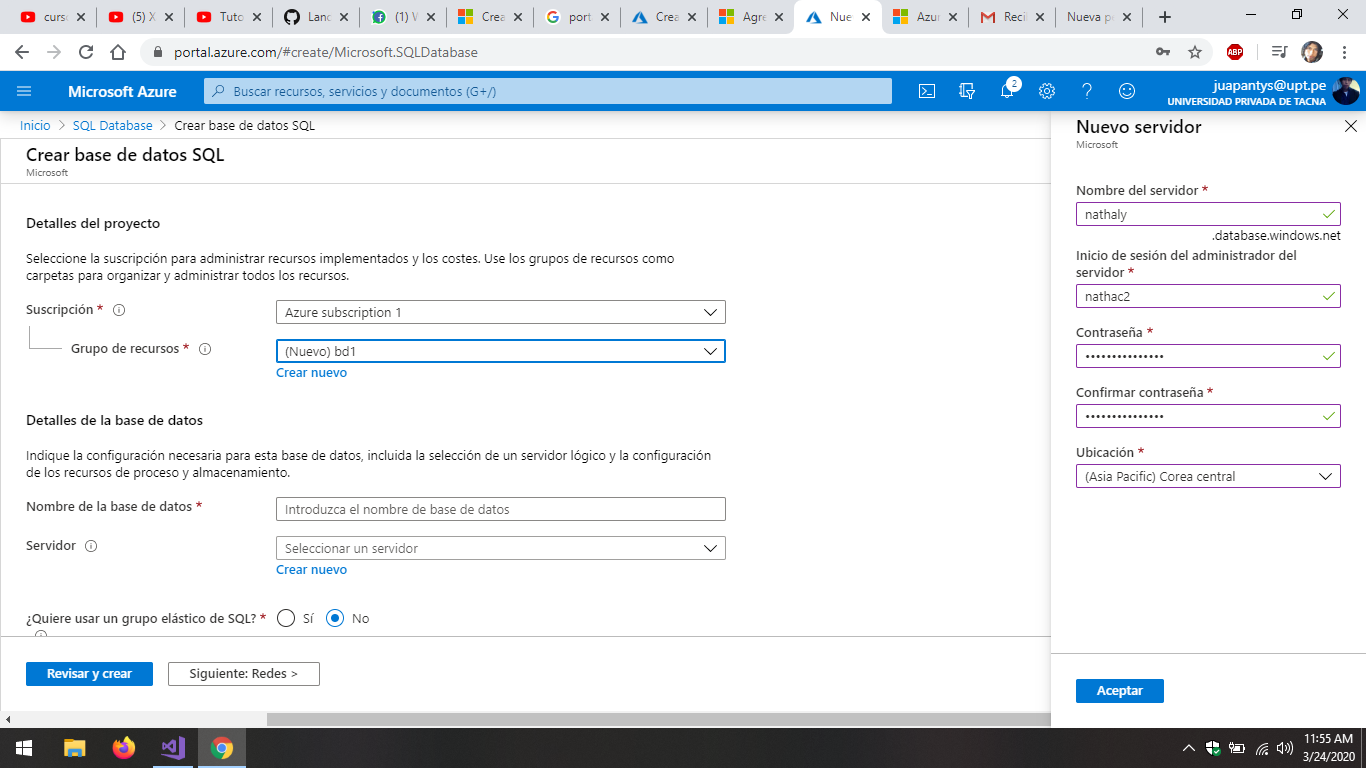 curso
(5) X
Tuto
Lanc
(1) W
Crea
port
Crea
Agre
Nue
Azur
Recil
Nueva p
portal.azure.com/#create/Microsoft.SQLDatabase
ABP
Microsoft Azure
Buscar recursos, servicios y documentos (G+/)
2
juapantys@upt.pe
UNIVERSIDAD PRIVADA DE TACNA
Inicio > SQL Database > Crear base de datos SQL
Crear base de datos SQL
Microsoft
Detalles del proyecto
Seleccione la suscripción para administrar recursos implementados y los costes. Use los grupos de recursos como
carpetas para organizar y administrar todos los recursos.
Suscripción *
Azure subscription 1
Grupo de recursos *
(Nuevo) bd1
Crear nuevo
Detalles de la base de datos
Indique la configuración necesaria para esta base de datos, incluida la selección de un servidor lógico y la configuración
de los recursos de proceso y almacenamiento.
Nombre de la base de datos *
Introduzca el nombre de base de datos
Servidor
Seleccionar un servidor
Crear nuevo
¿Quiere usar un grupo elástico de SQL? *
Sí
No
Revisar y crear
Siguiente: Redes >
Nuevo servidor
Microsoft
Nombre del servidor *
nathaly
.database.windows.net
Inicio de sesión del administrador del
servidor *
nathac2
Contraseña *
•••••••••••••••
Confirmar contraseña *
•••••••••••••••
Ubicación *
(Asia Pacific) Corea central
Aceptar
11:55 AM
3/24/2020